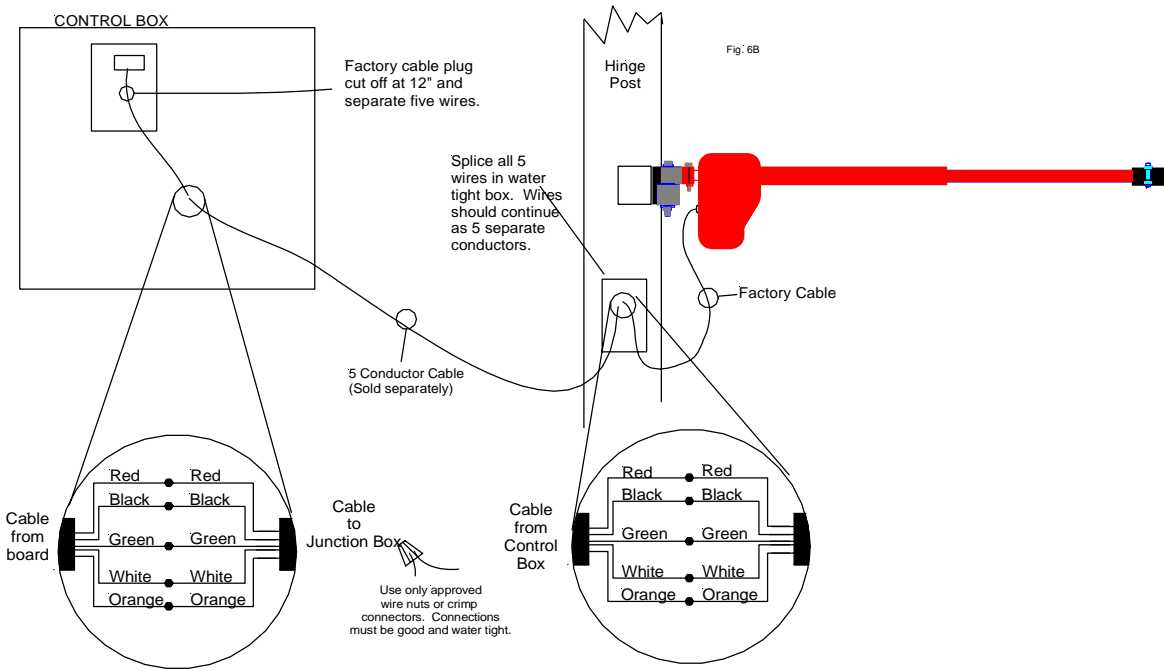 CONTROL BOX
Factory cable plug
cut off at 12" and
separate five wires.
Hinge
Post
Fig. 6B
Splice all 5
wires in water
tight box. Wires
should continue
as 5 separate
conductors.
Factory Cable
5 Conductor Cable
(Sold separately)
Cable
from
board
Red Red
Black Black
Green Green
White White
Orange Orange
Cable
to
Junction Box
Use only approved
wire nuts or crimp
connectors. Connections
must be good and water tight.
Cable
from
Control
Box
Red Red
Black Black
Green Green
White White
Orange Orange